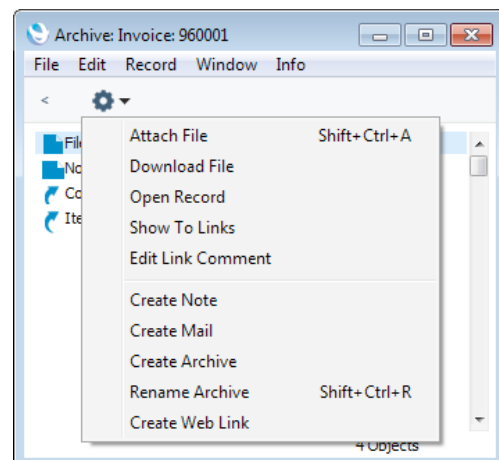 Archive: Invoice: 960001
File Edit Record Window Info
<
Attach File Shift+Ctrl+A
Download File
Open Record
Show To Links
Edit Link Comment
Create Note
Create Mail
Create Archive
Rename Archive Shift+Ctrl+R
Create Web Link
4 Objects